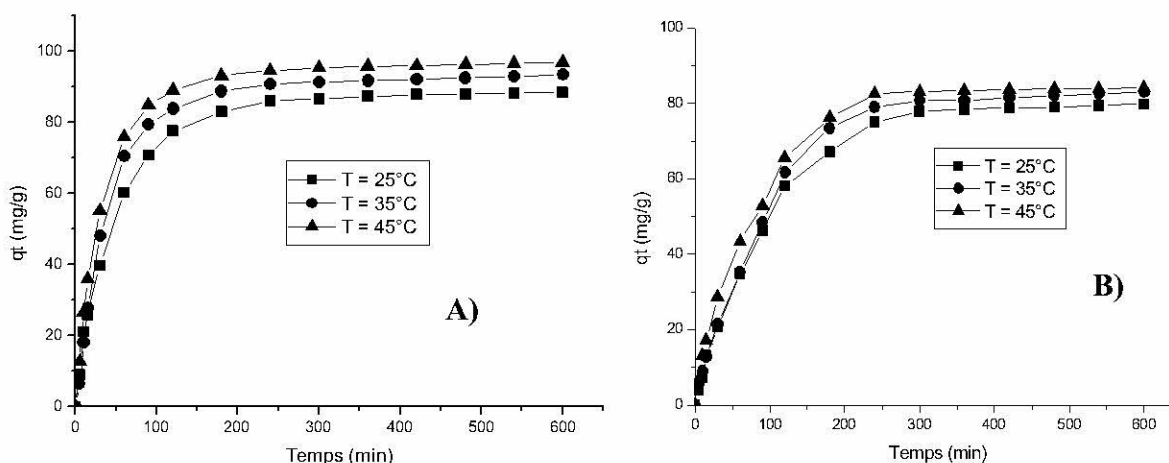 100
80
60
40
20
0
qt (mg/g)
T = 25°C
T = 35°C
T = 45°C
A)
0 100 200 300 400 500 600
Temps (min)
100
80
60
40
20
0
qt (mg/g)
T = 25°C
T = 35°C
T = 45°C
B)
0 100 200 300 400 500 600
Temps (min)